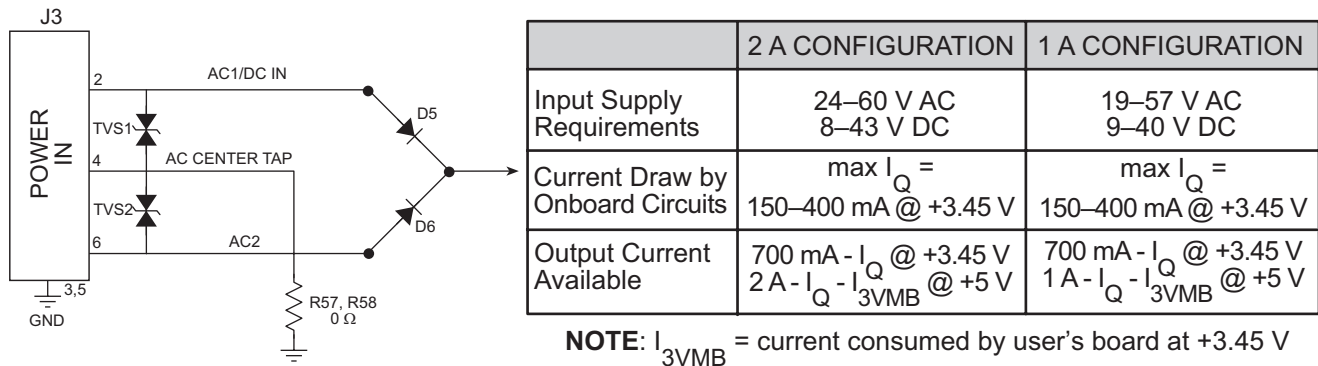 J3
POWER IN
2
AC1/DC IN
TVS1
4
AC CENTER TAP
TVS2
6
AC2
3,5
GND
D5
D6
R57, R58
0 Ω
2 A CONFIGURATION
1 A CONFIGURATION
Input Supply
Requirements
24–60 V AC
8–43 V DC
19–57 V AC
9–40 V DC
Current Draw by
Onboard Circuits
max IQ =
150–400 mA @ +3.45 V
max IQ =
150–400 mA @ +3.45 V
Output Current
Available
700 mA - IQ @ +3.45 V
2 A - IQ - I3VMB @ +5 V
700 mA - IQ @ +3.45 V
1 A - IQ - I3VMB @ +5 V
NOTE: I3VMB = current consumed by user's board at +3.45 V